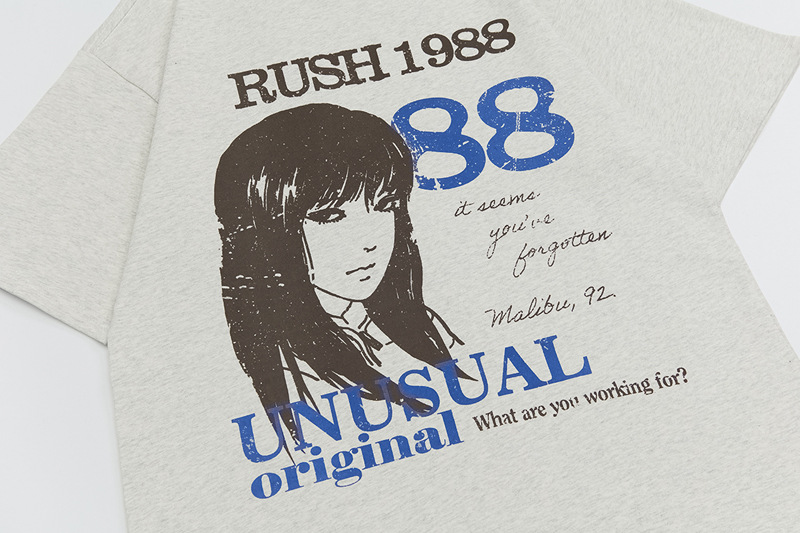 RUSH 1988
88
it seems
you've
forgotten
Malibu, 92.
UNUSUAL
original
What are you working for?